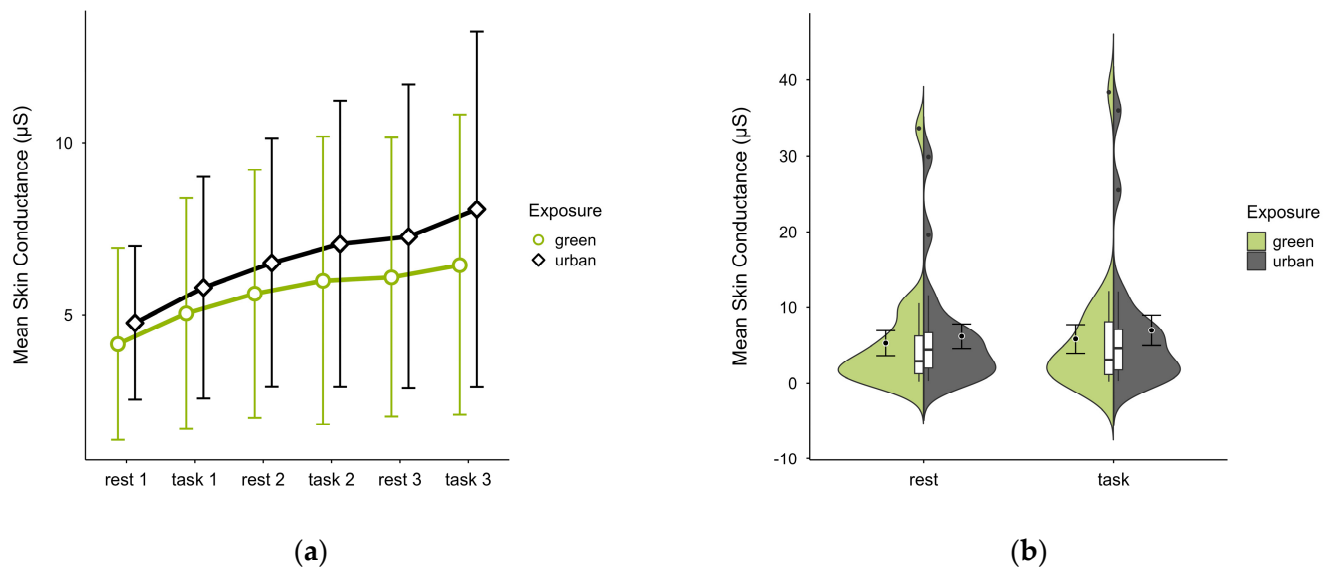 Mean Skin Conductance (µS)
10
5
rest 1 task 1 rest 2 task 2 rest 3 task 3
Exposure
green
urban
(a)
Mean Skin Conductance (µS)
40
30
20
10
0
-10
rest task
Exposure
green
urban
(b)